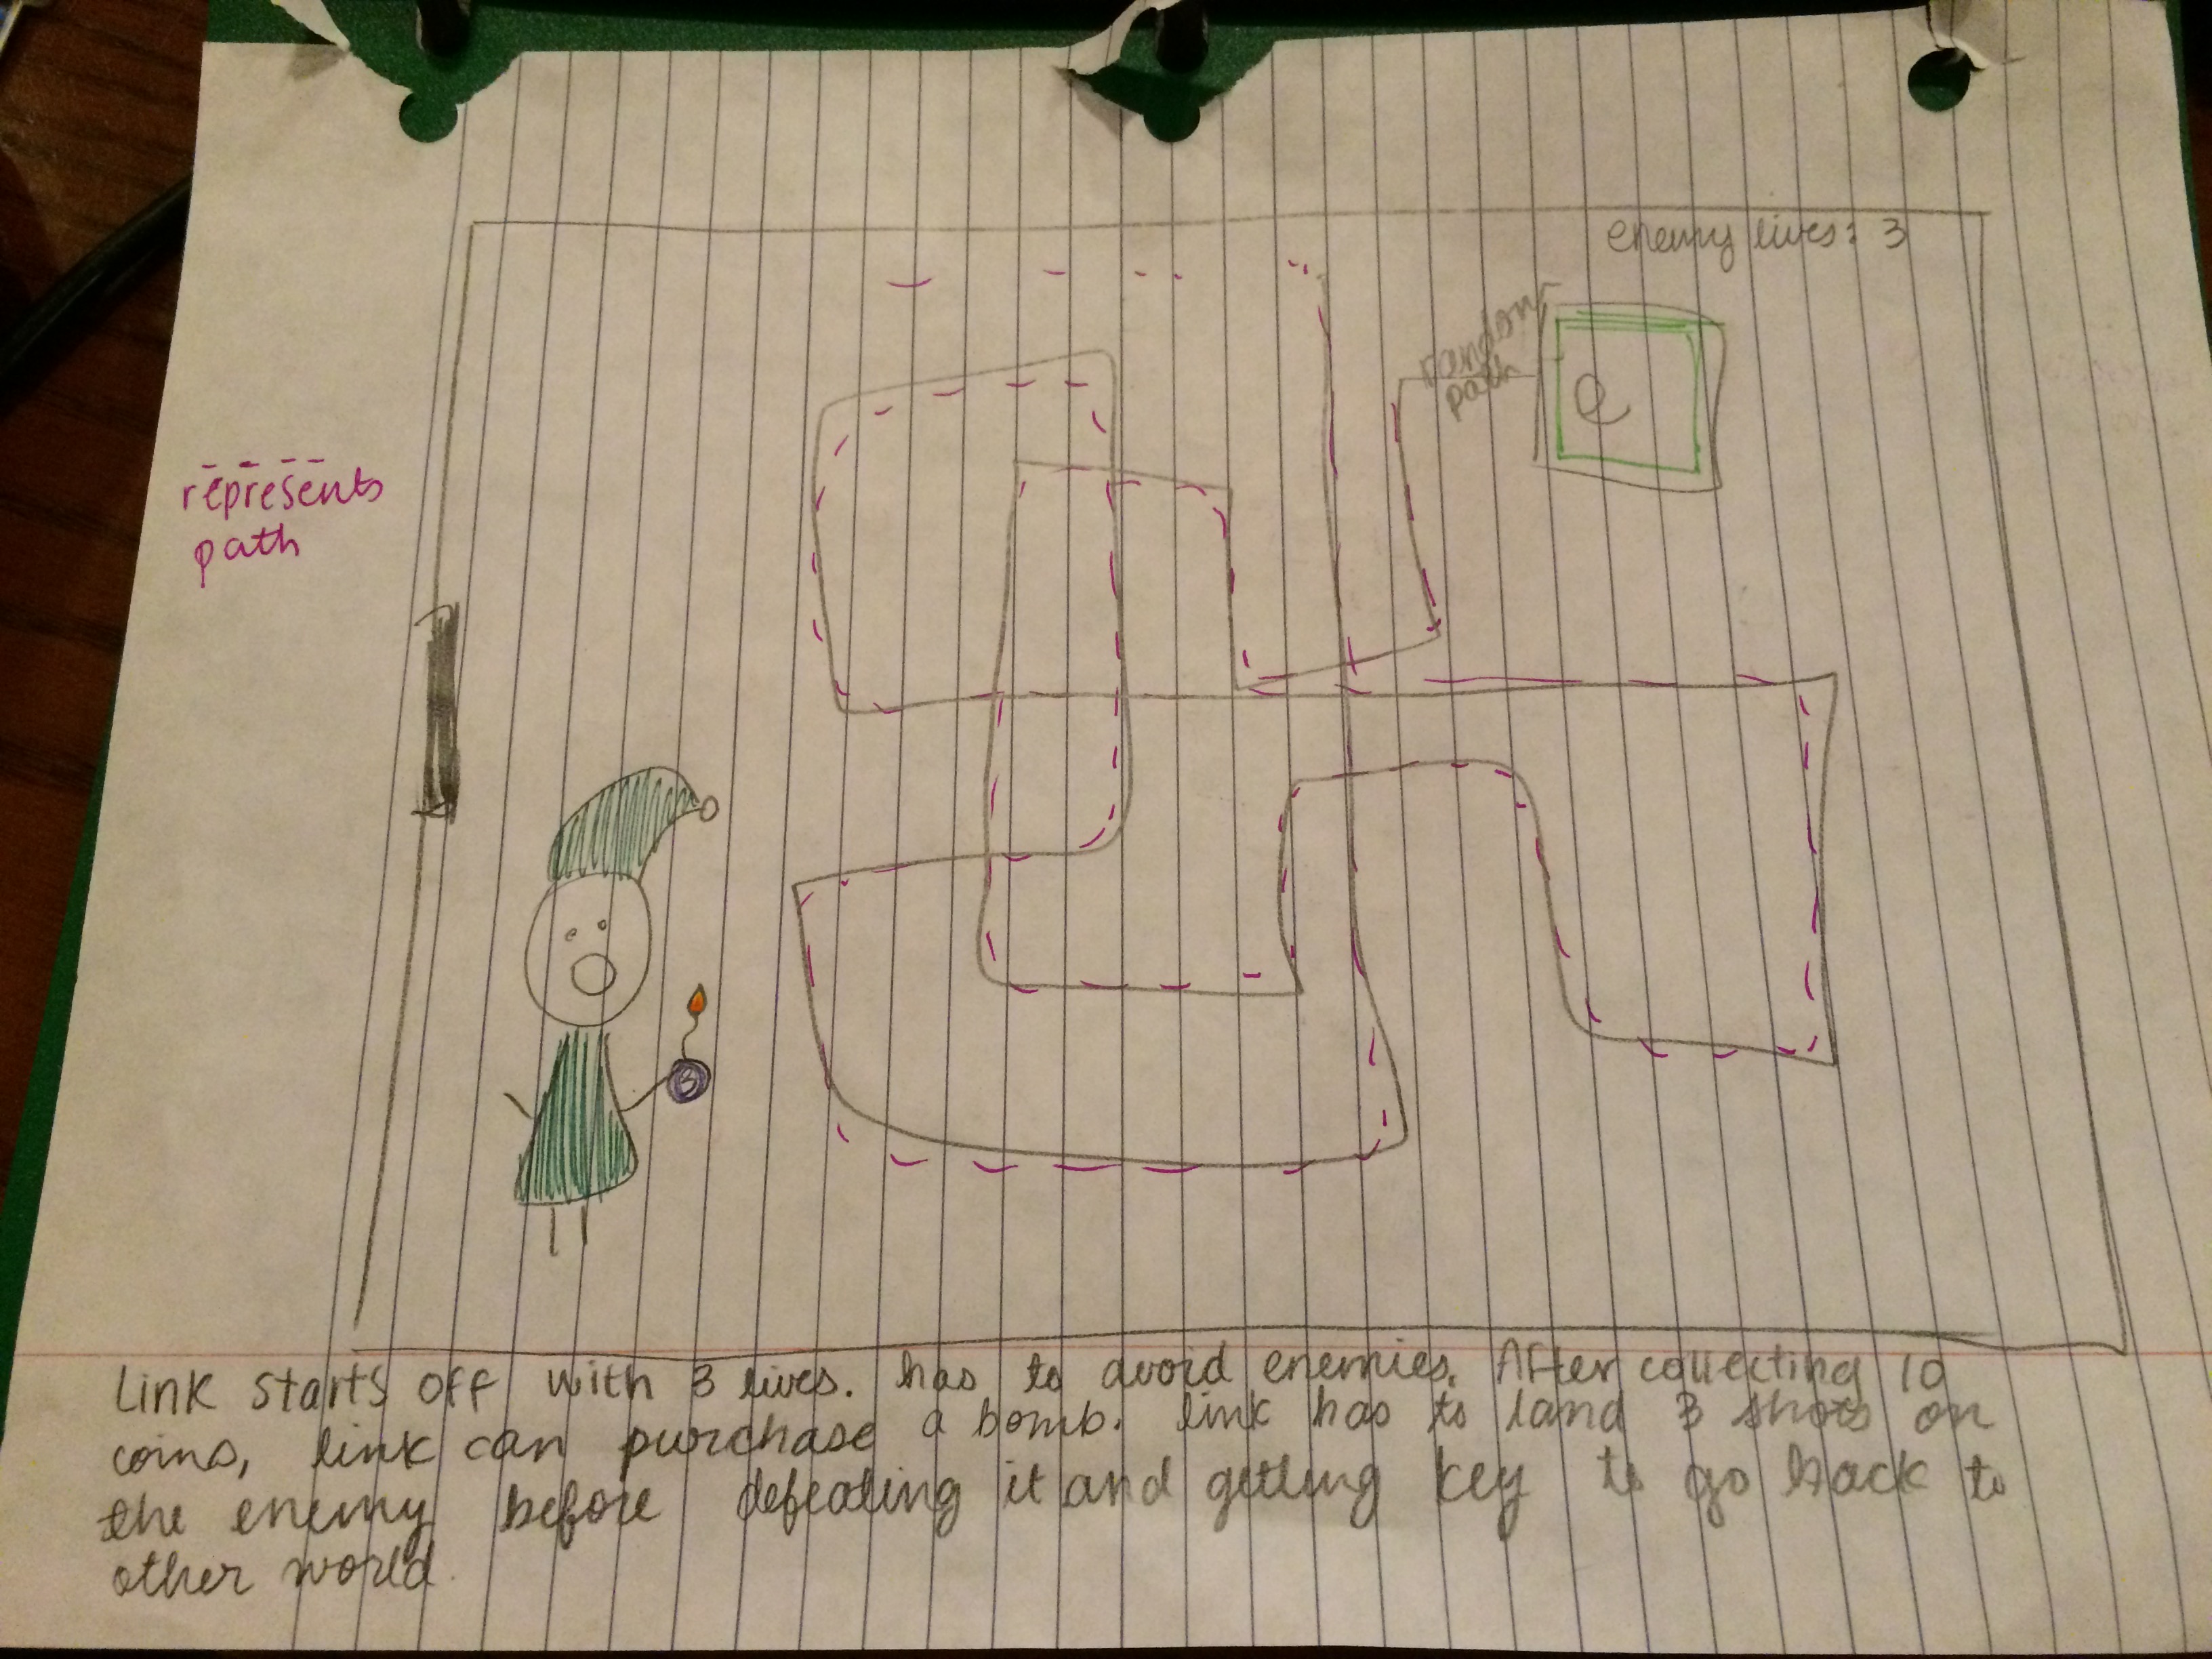 enemy lives: 3
random
path
e
represents
path
B
Link starts off with 3 lives. has to avoid enemies. After collecting 10
coins, link can purchase a bomb. link has to land 3 shots on
the enemy before defeating it and getting key to go back to
other world.